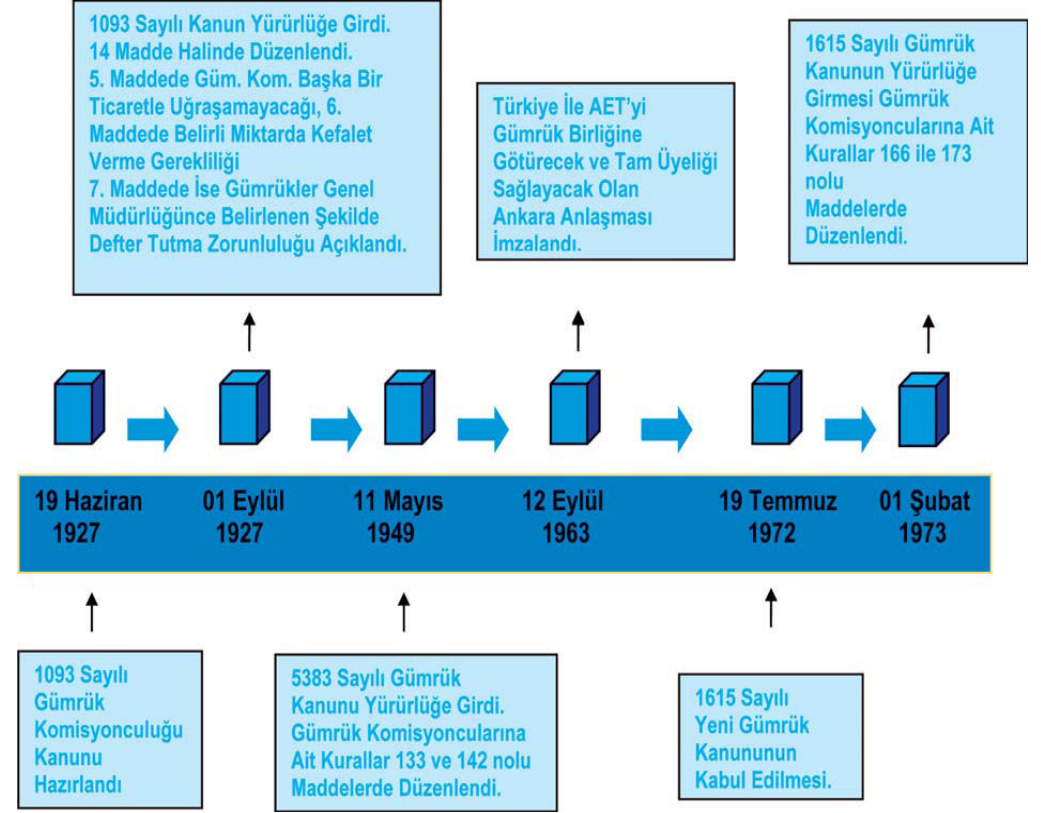 1093 Sayılı Kanun Yürürlüğe Girdi.
14 Madde Halinde Düzenlendi.
5. Maddede Güm. Kom. Başka Bir
Ticaretle Uğraşamayacağı, 6.
Maddede Belirli Miktarda Kefalet
Verme Gerekliliği
7. Maddede İse Gümrükler Genel
Müdürlüğünce Belirlenen Şekilde
Defter Tutma Zorunluluğu Açıklandı.
Türkiye İle AET’yi
Gümrük Birliğine
Götürecek ve Tam Üyeliği
Sağlayacak Olan
Ankara Anlaşması
İmzalandı.
1615 Sayılı Gümrük
Kanunun Yürürlüğe
Girmesi Gümrük
Komisyoncularına Ait
Kurallar 166 ile 173
nolu
Maddelerde
Düzenlendi.
19 Haziran
1927
01 Eylül
1927
11 Mayıs
1949
12 Eylül
1963
19 Temmuz
1972
01 Şubat
1973
1093 Sayılı
Gümrük
Komisyonculuğu
Kanunu
Hazırlandı
5383 Sayılı Gümrük
Kanunu Yürürlüğe Girdi.
Gümrük Komisyoncularına
Ait Kurallar 133 ve 142 nolu
Maddelerde Düzenlendi.
1615 Sayılı
Yeni Gümrük
Kanununun
Kabul Edilmesi.